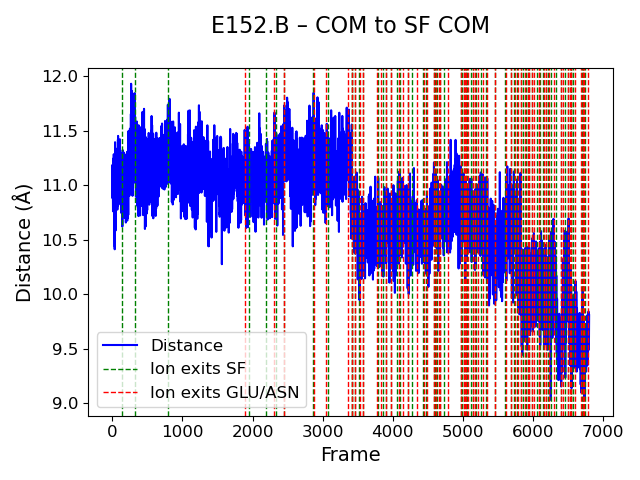 E152.B – COM to SF COM
12.0
11.5
11.0
10.5
10.0
9.5
9.0
Distance (Å)
Distance
Ion exits SF
Ion exits GLU/ASN
0 1000 2000 3000 4000 5000 6000 7000
Frame